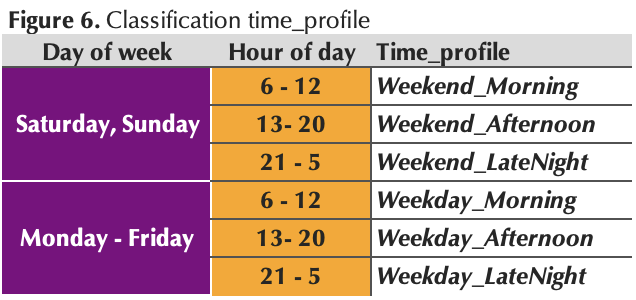 Figure 6. Classification time_profile
Day of week Hour of day Time_profile
Saturday, Sunday
6 - 12 Weekend_Morning
13- 20 Weekend_Afternoon
21 - 5 Weekend_LateNight
Monday - Friday
6 - 12 Weekday_Morning
13- 20 Weekday_Afternoon
21 - 5 Weekday_LateNight